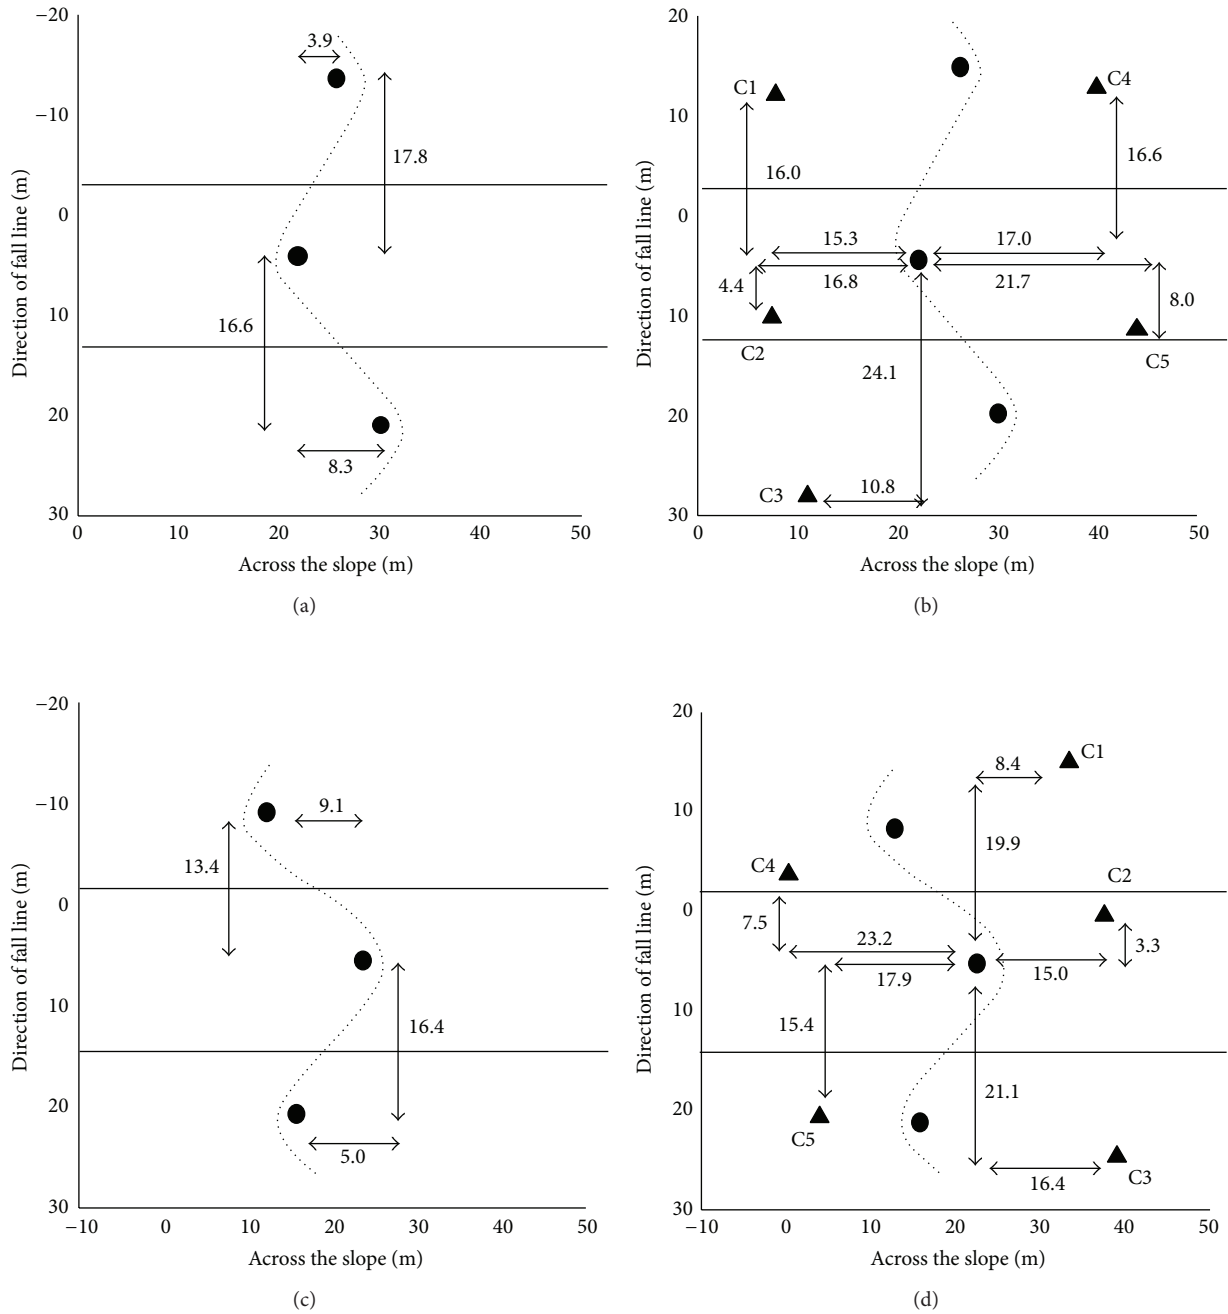 −20
−10
0
10
20
30
Direction of fall line (m)
3.9
17.8
16.6
8.3
0 10 20 30 40 50
Across the slope (m)
(a)
20
10
0
10
20
30
Direction of fall line (m)
C1
C4
16.0
16.6
15.3
17.0
4.4
16.8
21.7
8.0
C2
C5
24.1
C3
10.8
0 10 20 30 40 50
Across the slope (m)
(b)
−20
−10
0
10
20
30
Direction of fall line (m)
9.1
13.4
16.4
5.0
−10 0 10 20 30 40 50
Across the slope (m)
(c)
20
10
0
10
20
30
Direction of fall line (m)
C1
8.4
19.9
C4
C2
7.5
23.2
3.3
17.9
15.0
15.4
21.1
C5
C3
16.4
−10 0 10 20 30 40 50
Across the slope (m)
(d)